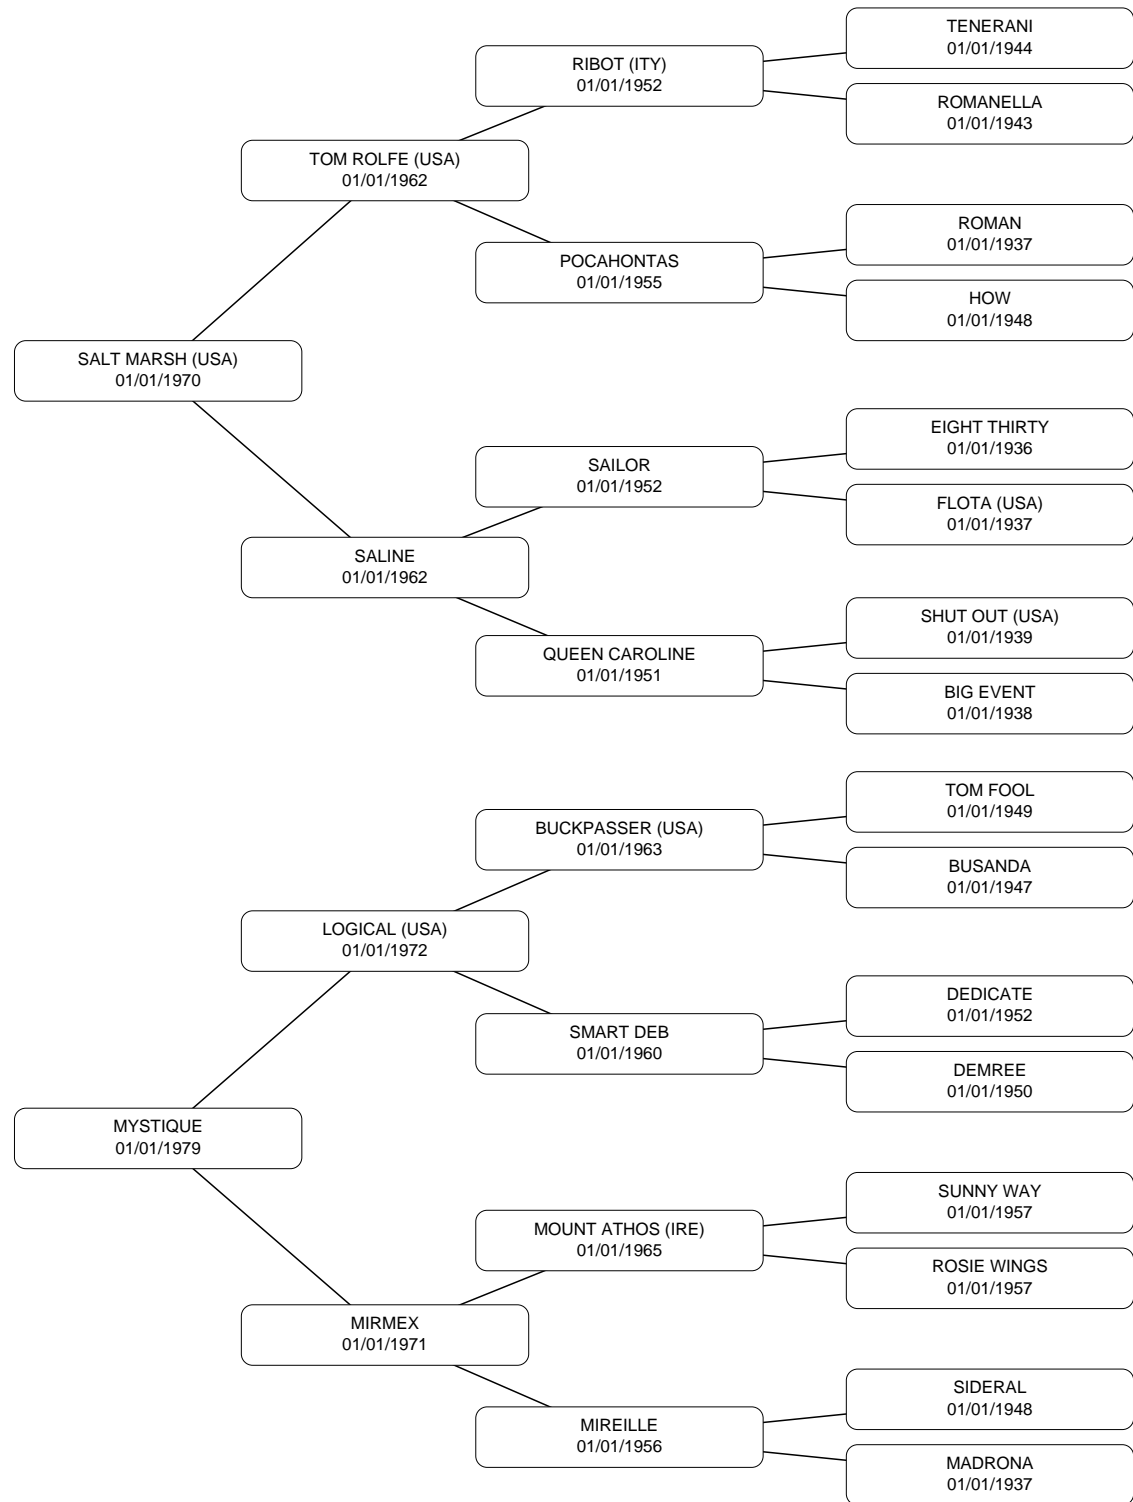 TENERANI
01/01/1944
RIBOT (ITY)
01/01/1952
ROMANELLA
01/01/1943
TOM ROLFE (USA)
01/01/1962
ROMAN
01/01/1937
POCAHONTAS
01/01/1955
HOW
01/01/1948
SALT MARSH (USA)
01/01/1970
EIGHT THIRTY
01/01/1936
SAILOR
01/01/1952
FLOTA (USA)
01/01/1937
SALINE
01/01/1962
SHUT OUT (USA)
01/01/1939
QUEEN CAROLINE
01/01/1951
BIG EVENT
01/01/1938
TOM FOOL
01/01/1949
BUCKPASSER (USA)
01/01/1963
BUSANDA
01/01/1947
LOGICAL (USA)
01/01/1972
DEDICATE
01/01/1952
SMART DEB
01/01/1960
DEMREE
01/01/1950
MYSTIQUE
01/01/1979
SUNNY WAY
01/01/1957
MOUNT ATHOS (IRE)
01/01/1965
ROSIE WINGS
01/01/1957
MIRMEX
01/01/1971
SIDERAL
01/01/1948
MIREILLE
01/01/1956
MADRONA
01/01/1937